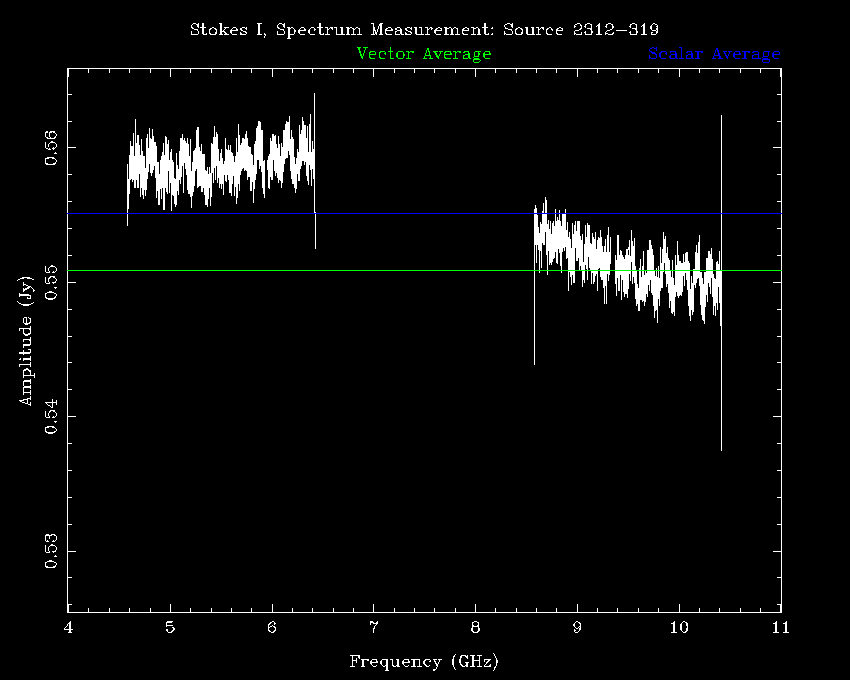 Stokes I, Spectrum Measurement: Source 2312−319
Vector Average
Scalar Average
0.56
0.55
0.54
0.53
Amplitude (Jy)
4 5 6 7 8 9 10 11
Frequency (GHz)